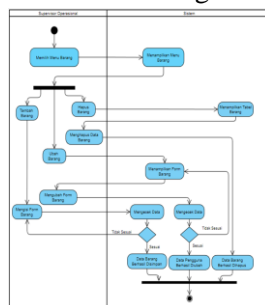 Supervisor Operasional
Sistem
Memilih Menu
Barang
Menampilkan Menu
Barang
Hapus
Barang
Menampilkan Tabel
Barang
Tambah
Barang
Menghapus Data
Barang
Ubah
Barang
Menampilkan Form
Barang
Mengubah Form
Barang
Mengisi Form
Barang
Mengecek Data
Mengecek Data
Tidak Sesuai
Tidak Sesuai
Sesuai
Sesuai
Data Barang
Berhasil Disimpan
Data Pengguna
Berhasil Diubah
Data Barang
Berhasil Dihapus